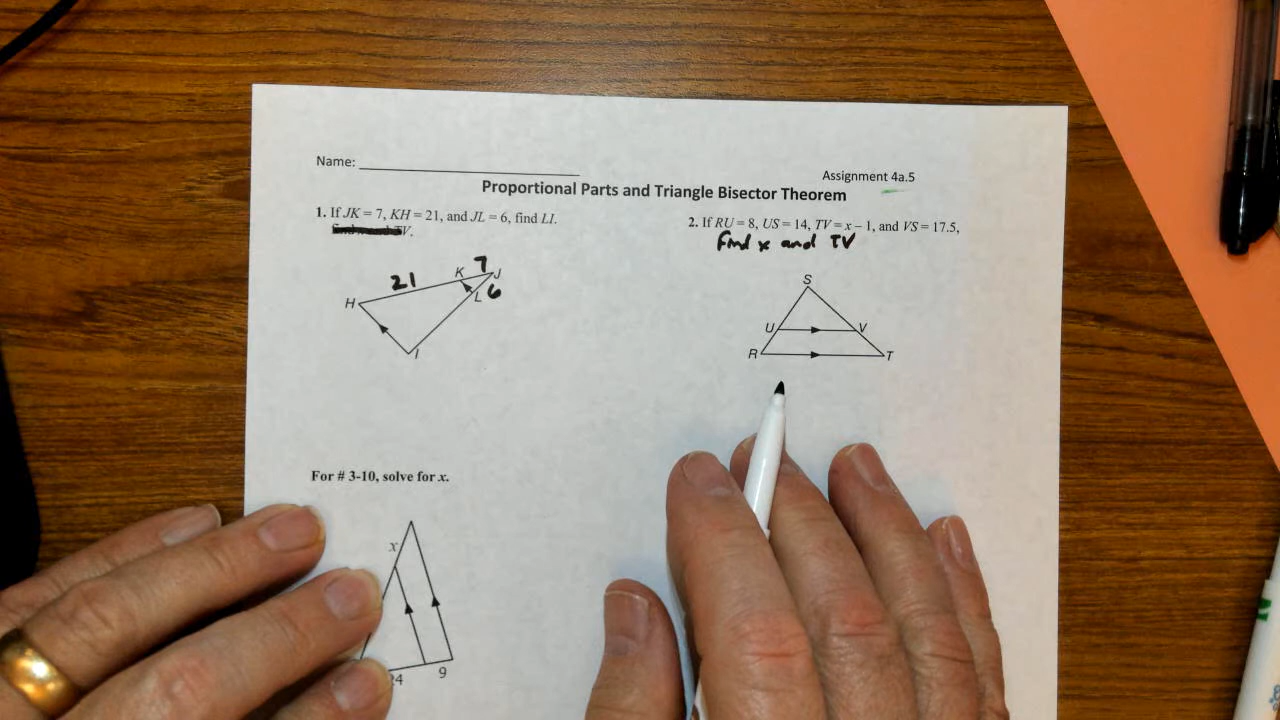 Name:
Assignment 4a.5
Proportional Parts and Triangle Bisector Theorem
1. If JK = 7, KH = 21, and JL = 6, find LI.
V.
2. If RU = 8, US = 14, TV = x – 1, and VS = 17.5,
Find x and TV
21
K
7
J
H
L
6
I
S
U
V
R
T
For # 3-10, solve for x.
x
24
9